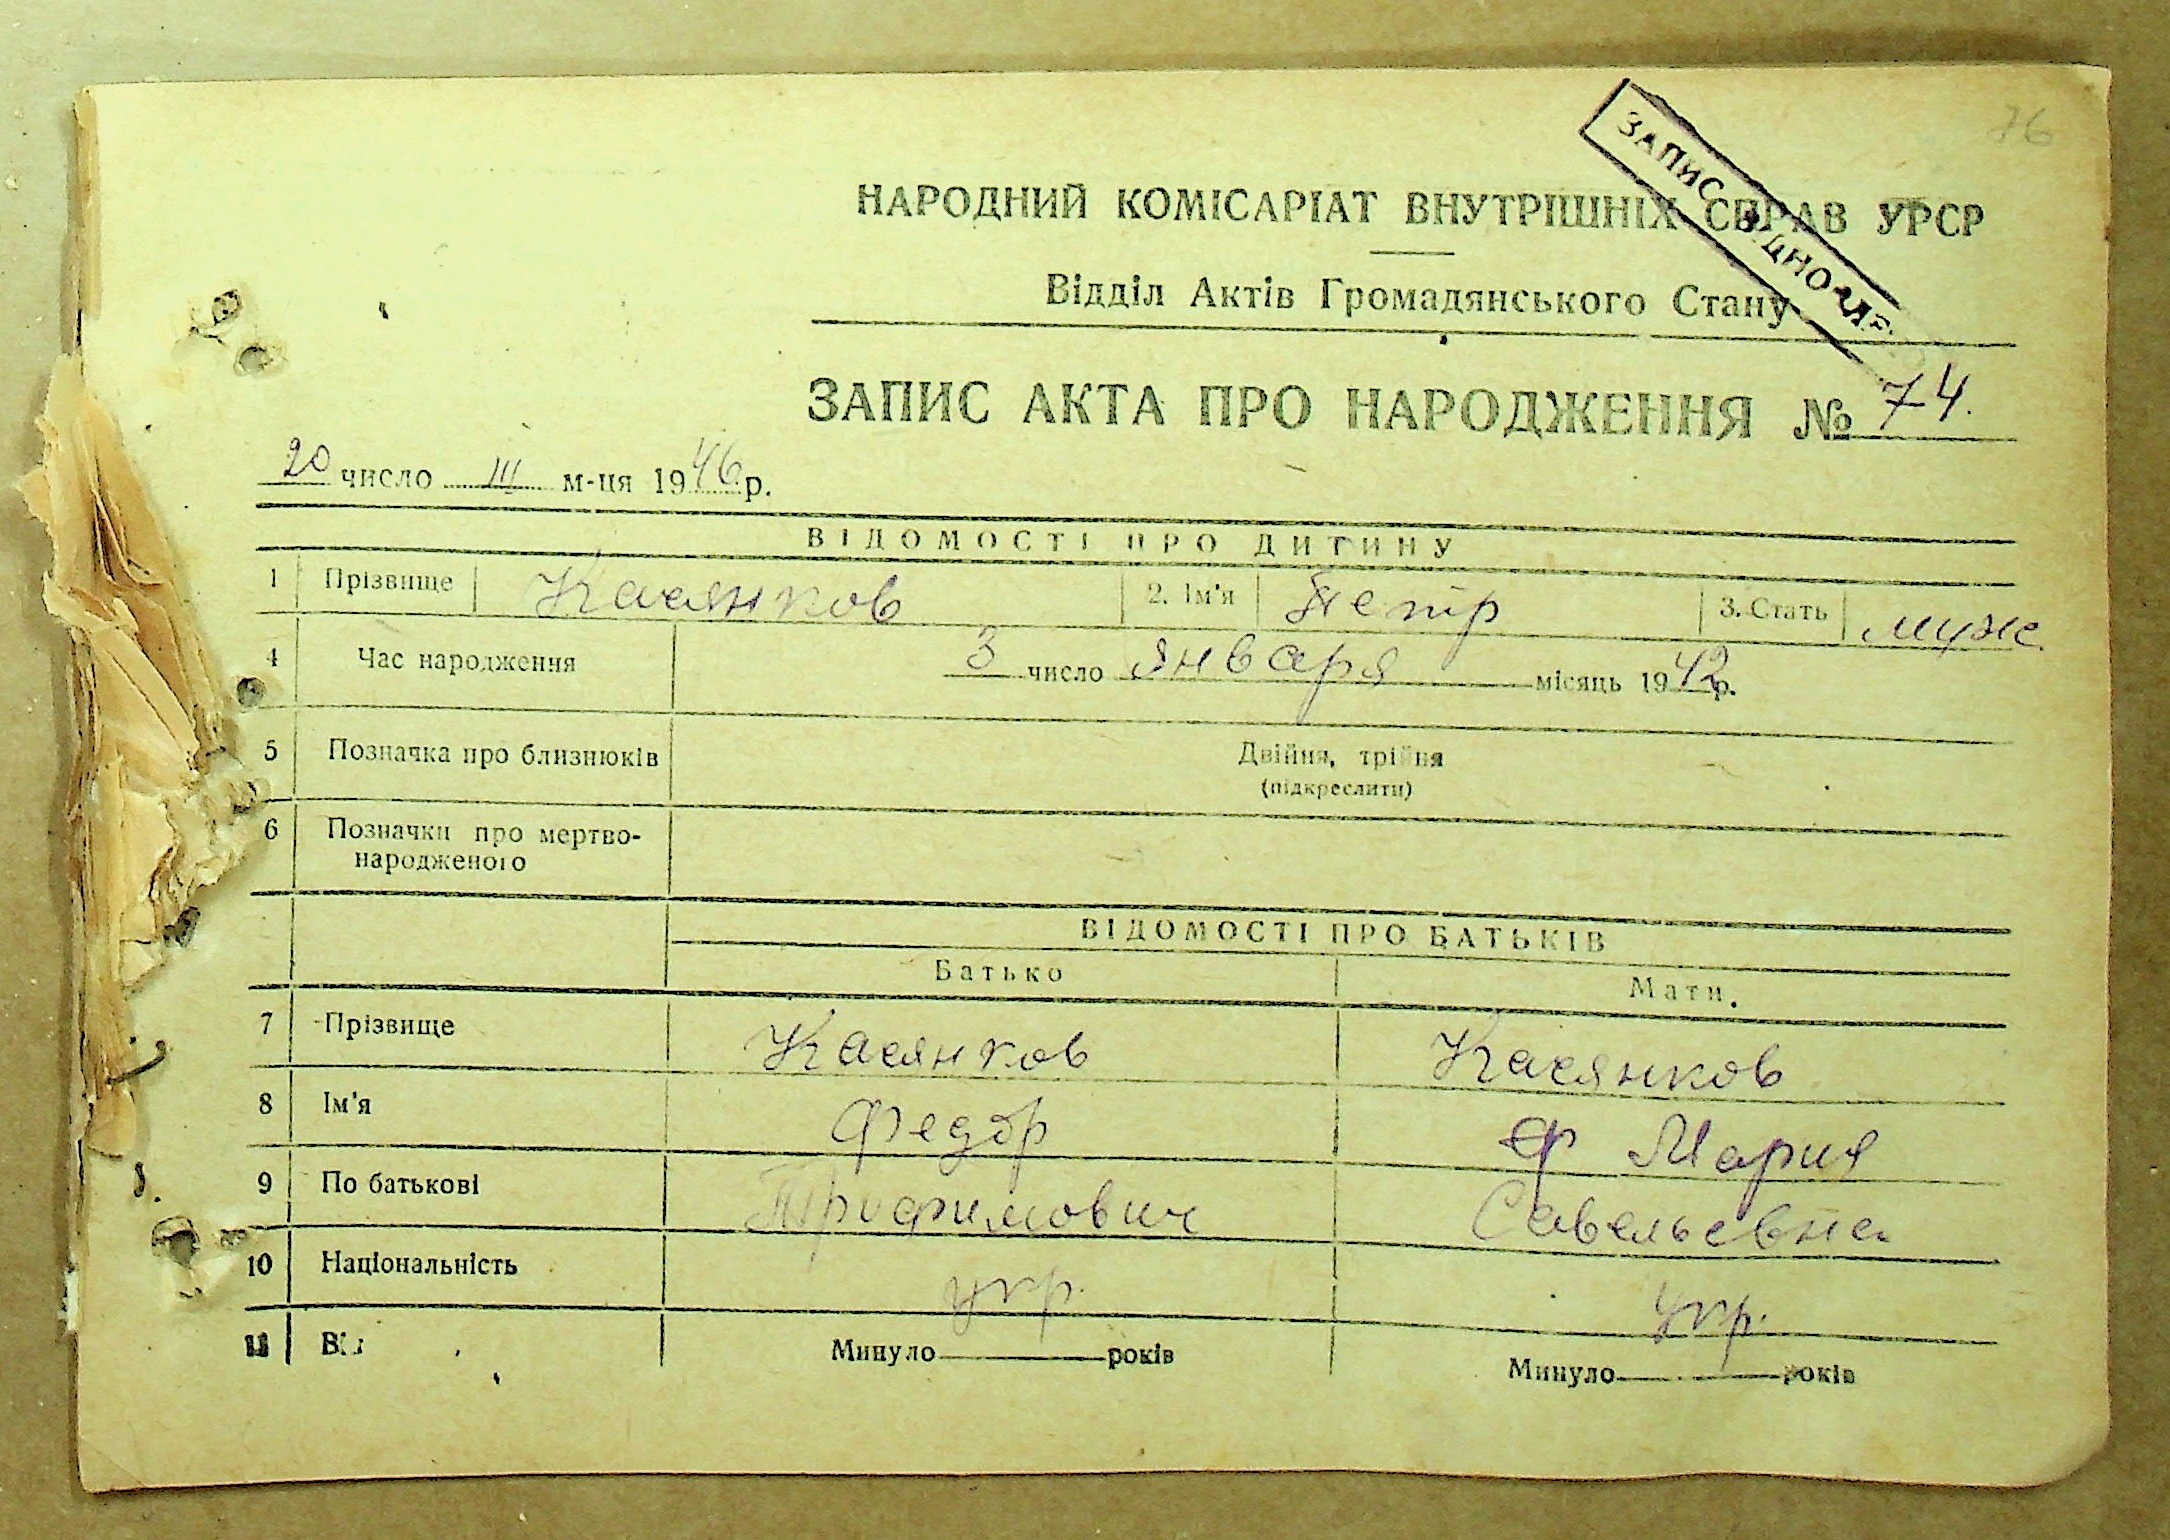 76
ЗАПИС ВІДНОВЛЕ
НАРОДНИЙ КОМІСАРІАТ ВНУТРІШНІХ СПРАВ УРСР
Відділ Актів Громадянського Стану
ЗАПИС АКТА ПРО НАРОДЖЕННЯ № 74.
20 число III м-ця 1946 р.
ВІДОМОСТІ ПРО ДИТИНУ
1 Прізвище Касянков 2. Ім'я Петр 3. Стать муж
4 Час народження 3 число января місяць 1942 р.
5 Позначка про близнюків Двійня, трійня
(підкреслити)
6 Позначки про мертво-
народженого
ВІДОМОСТІ ПРО БАТЬКІВ
Батько Мати
7 Прізвище Касянков Касянков
8 Ім'я Федор Ф Мария
9 По батькові Трофимович Савельевна
10 Національність укр. укр.
11 Вік Минуло років Минуло років